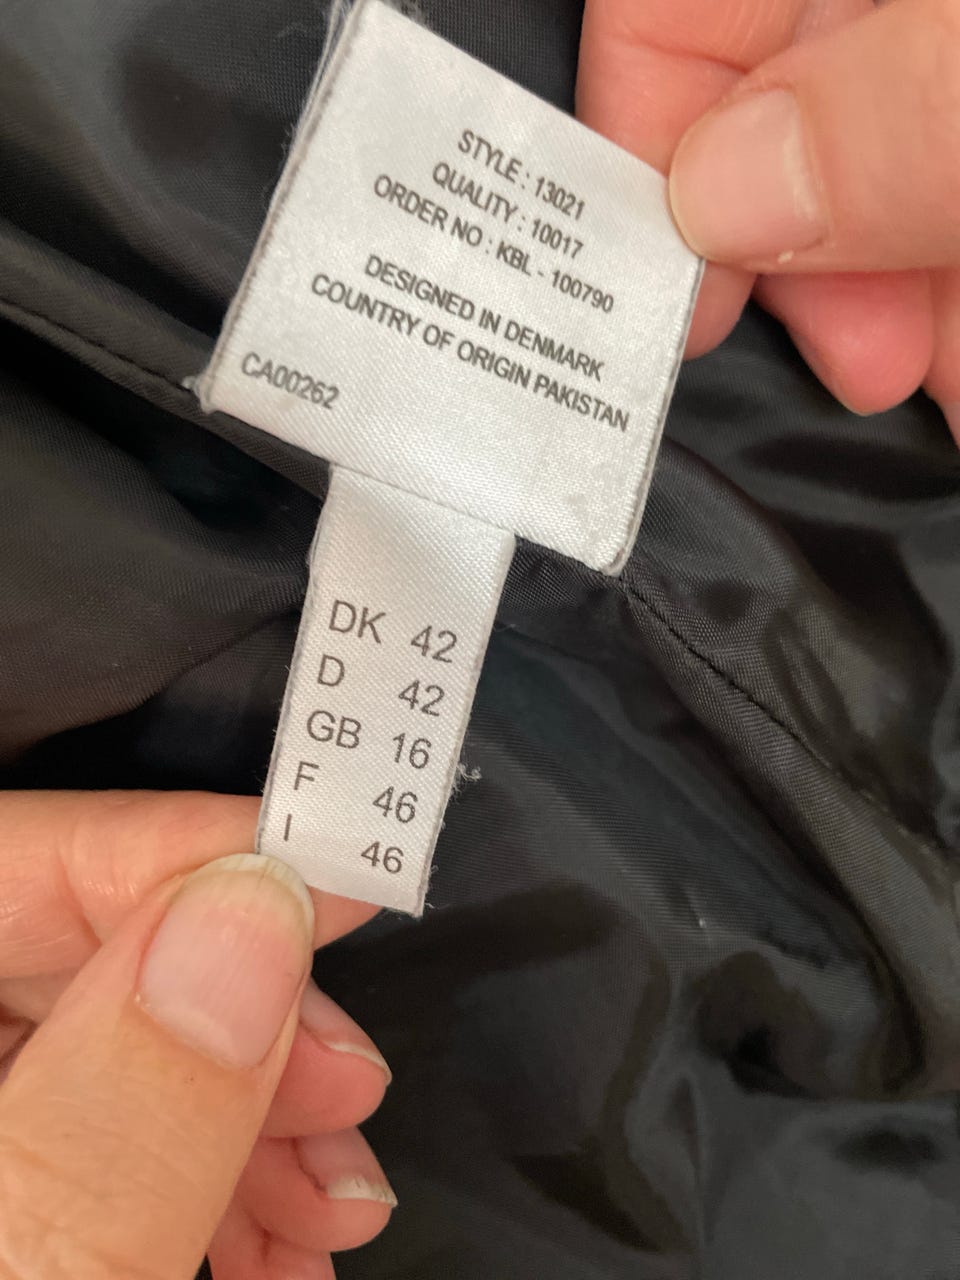 STYLE : 13021
QUALITY : 10017
ORDER NO : KBL - 100790
DESIGNED IN DENMARK
COUNTRY OF ORIGIN PAKISTAN
CA00262
DK 42
D 42
GB 16
F 46
I 46